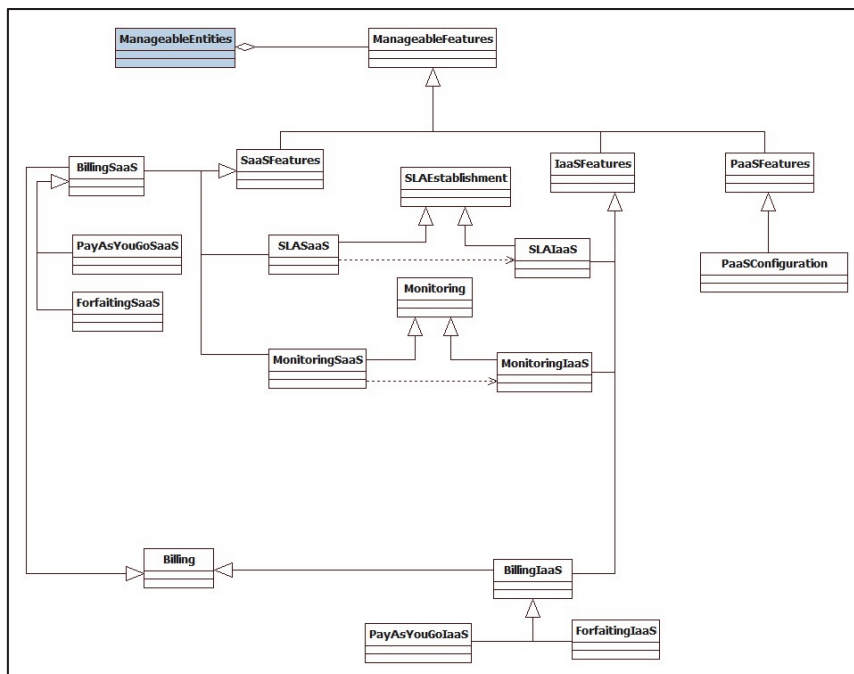 ManageableEntities
ManageableFeatures
BillingSaaS
SaaSFeatures
SLAEstablishment
IaaSFeatures
PaaSFeatures
PayAsYouGoSaaS
SLASaaS
SLAIaaS
PaaSConfiguration
ForfaitingSaaS
Monitoring
MonitoringSaaS
MonitoringIaaS
Billing
BillingIaaS
PayAsYouGoIaaS
ForfaitingIaaS